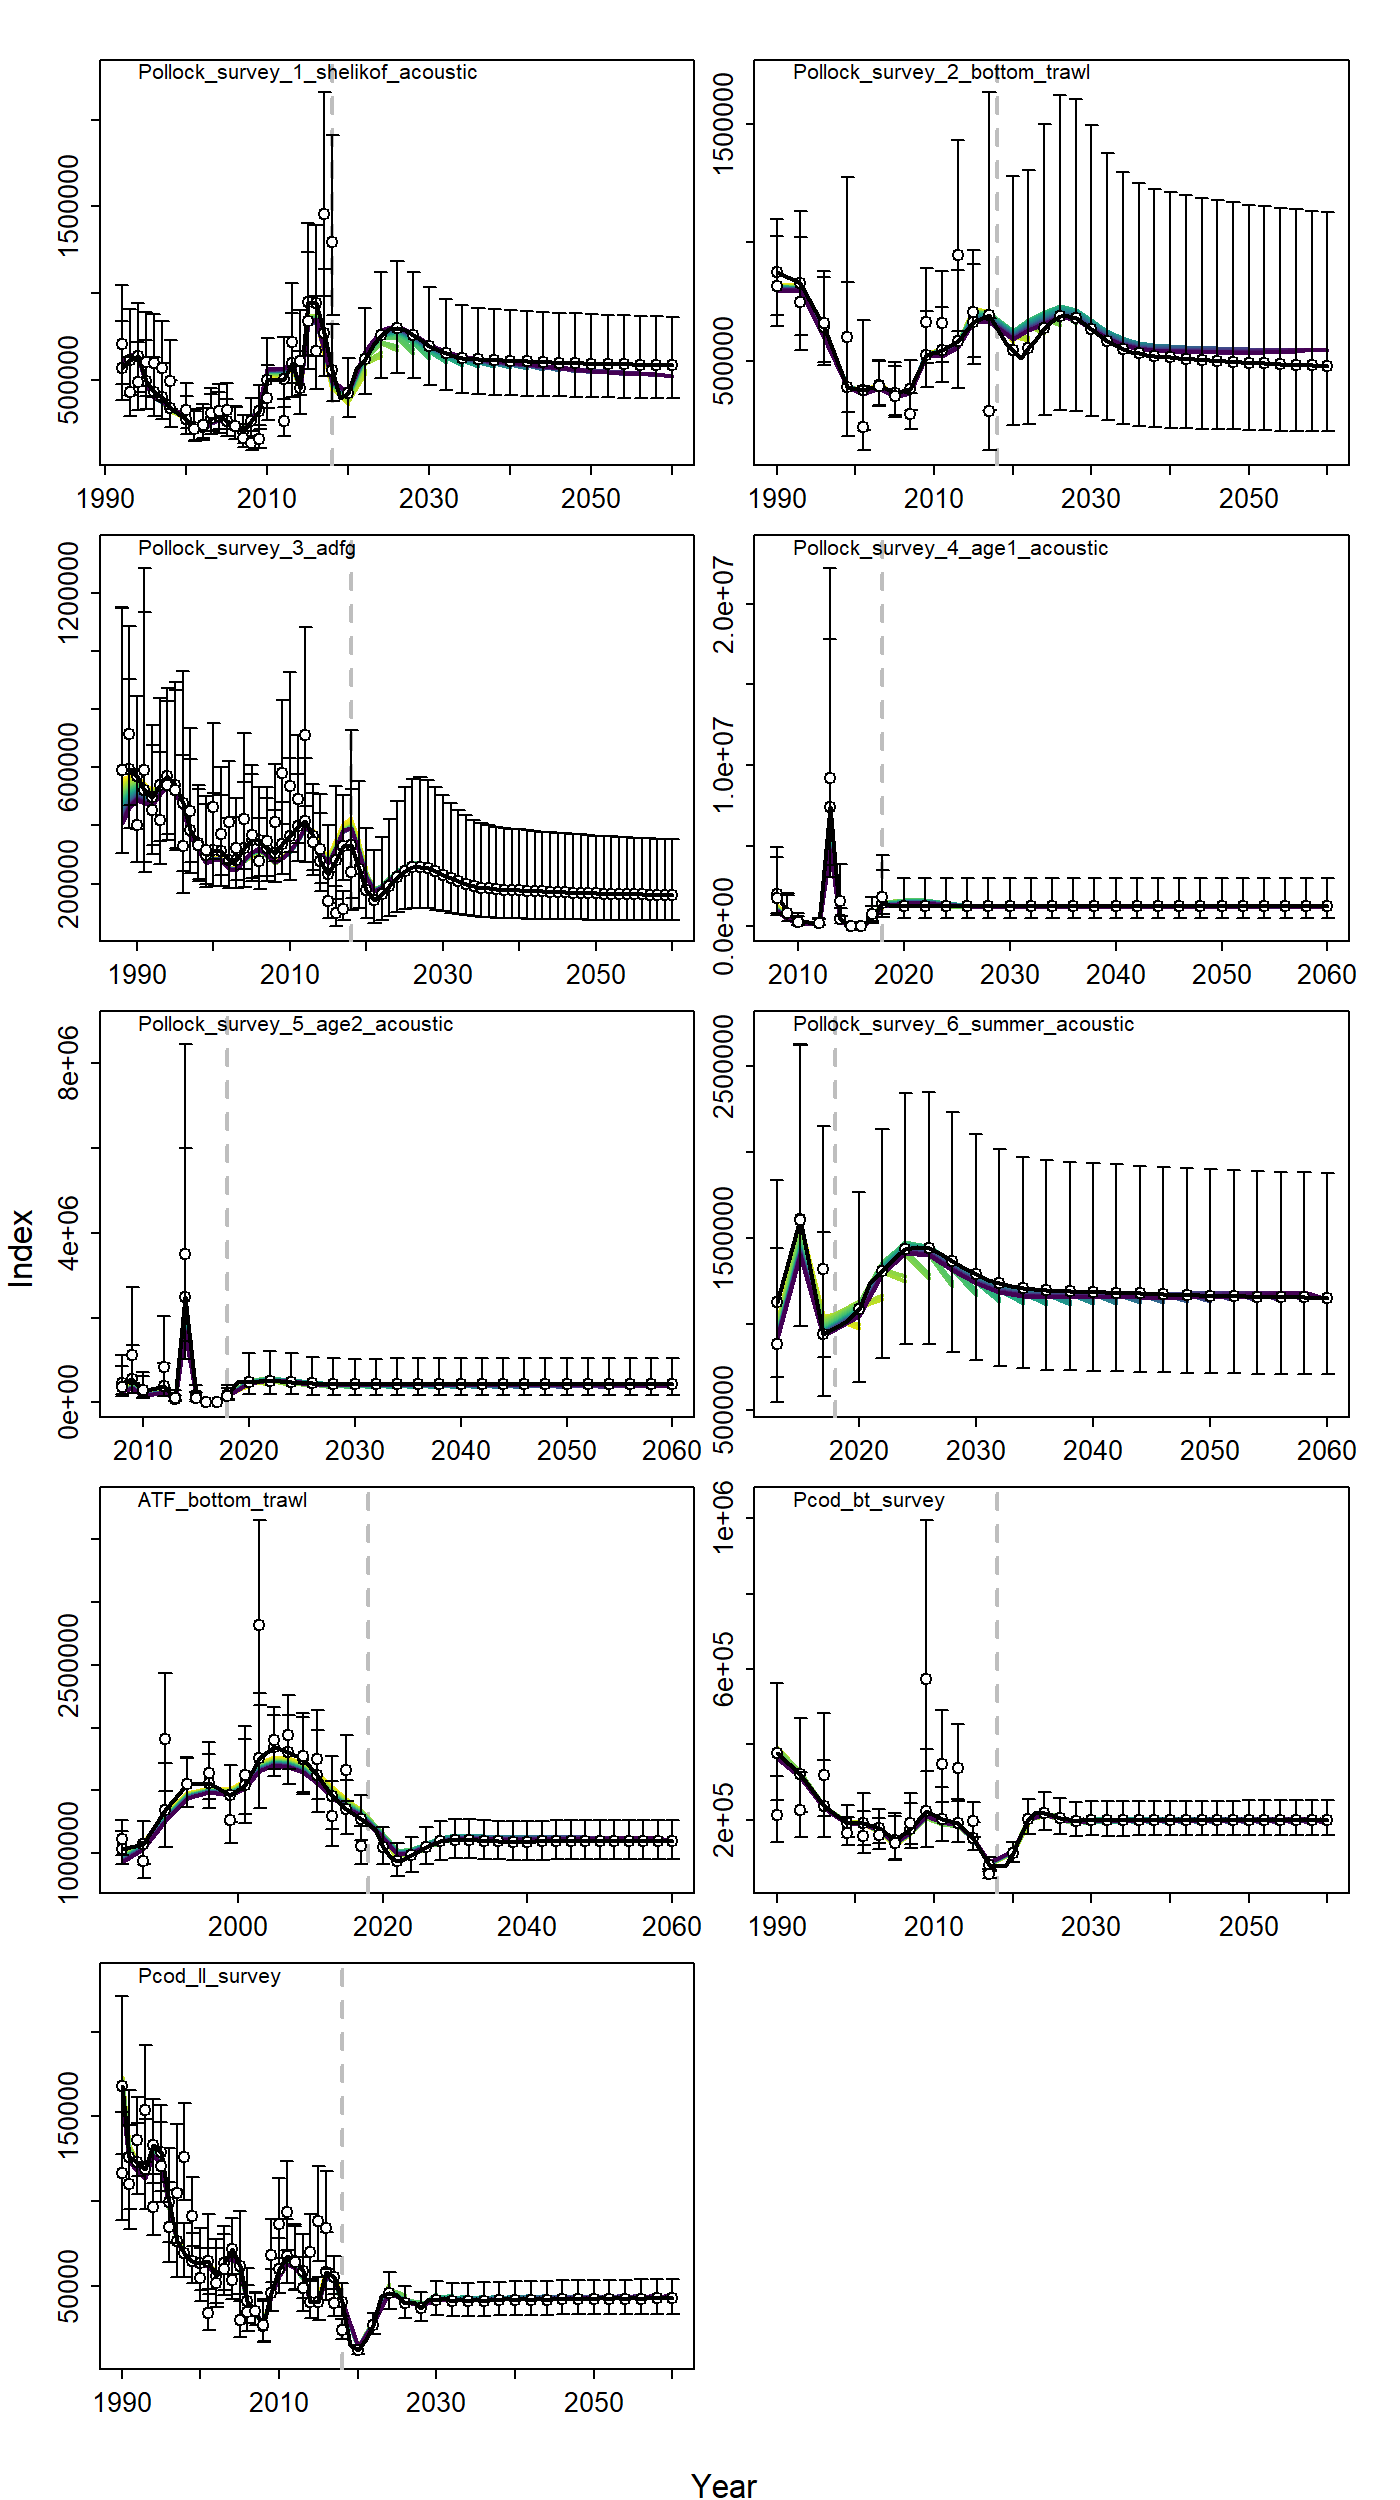 Pollock_survey_1_shelikof_acoustic
500000 1500000
1990 2010 2030 2050
Pollock_survey_2_bottom_trawl
500000 1500000
1990 2010 2030 2050
Pollock_survey_3_adfg
200000 600000 1200000
1990 2010 2030 2050
Pollock_survey_4_age1_acoustic
0.0e+00 1.0e+07 2.0e+07
2010 2020 2030 2040 2050 2060
Pollock_survey_5_age2_acoustic
0e+00 4e+06 8e+06
2010 2020 2030 2040 2050 2060
Pollock_survey_6_summer_acoustic
500000 1500000 2500000
2020 2030 2040 2050 2060
ATF_bottom_trawl
1000000 2500000
2000 2020 2040 2060
Pcod_bt_survey
2e+05 6e+05 1e+06
1990 2010 2030 2050
Pcod_ll_survey
50000 150000
1990 2010 2030 2050
Index
Year